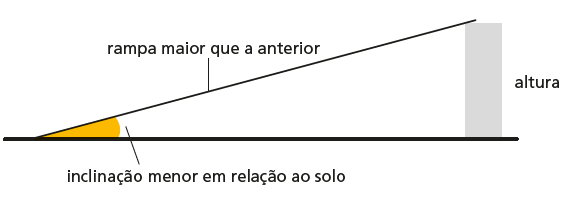 rampa maior que a anterior
altura
inclinação menor em relação ao solo